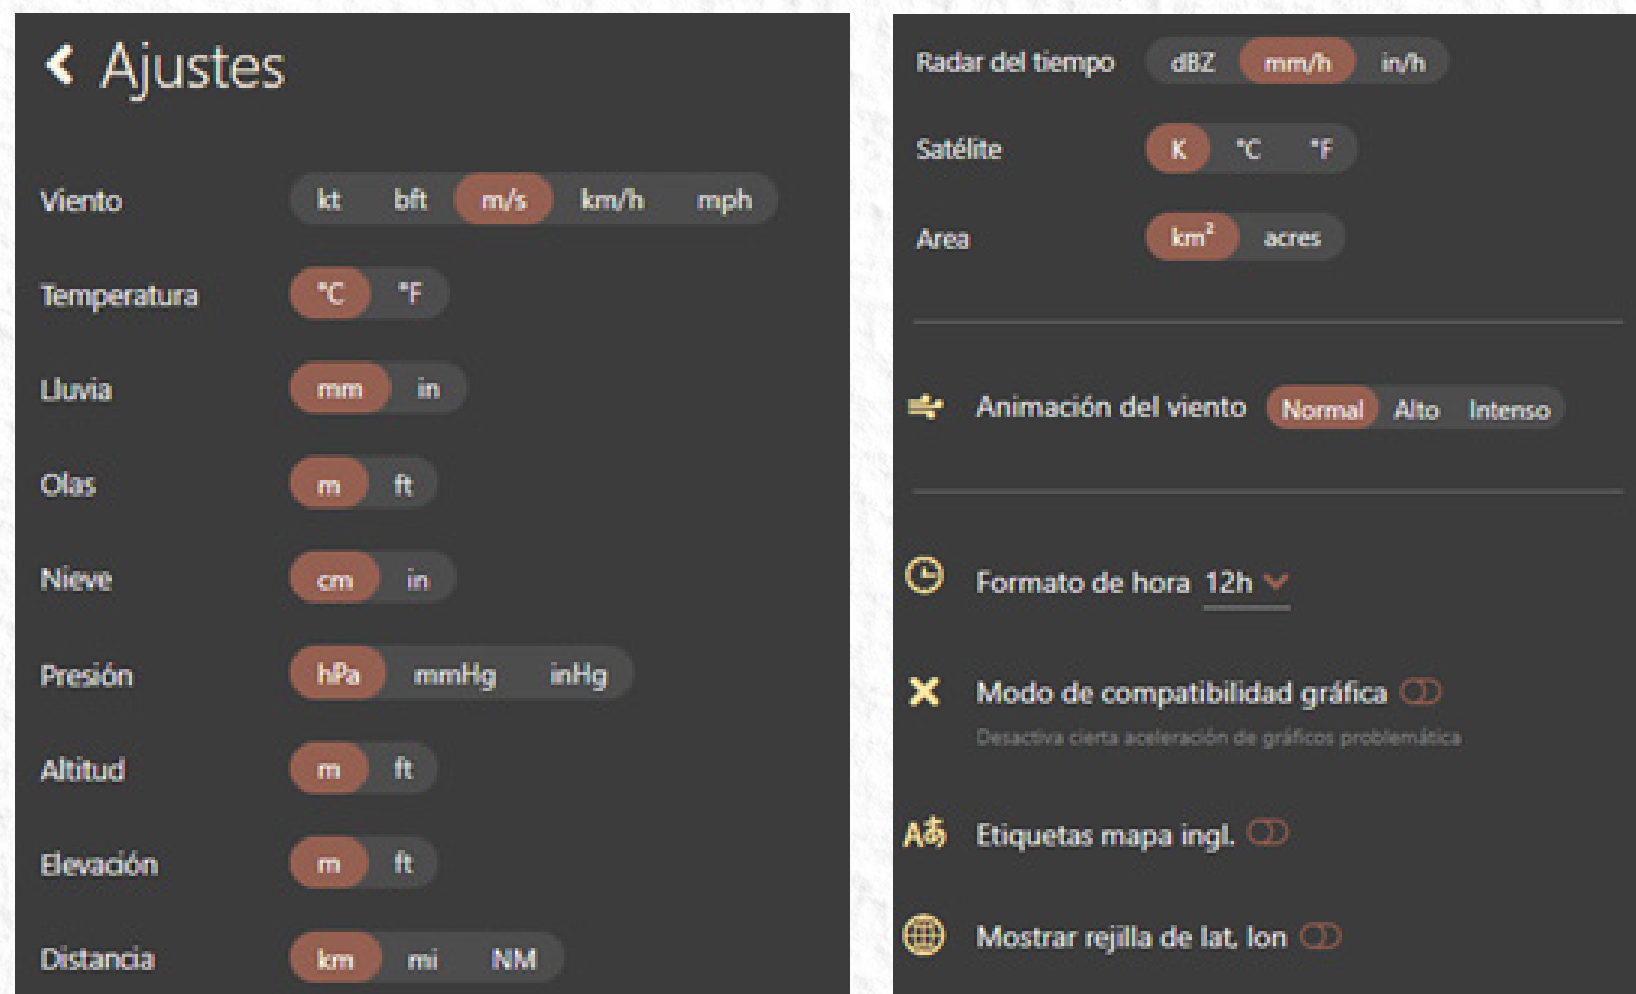 Ajustes
Viento kt bft m/s km/h mph
Temperatura °C °F
Lluvia mm in
Olas m ft
Nieve cm in
Presión hPa mmHg inHg
Altitud m ft
Elevación m ft
Distancia km mi NM
Radar del tiempo dBZ mm/h in/h
Satélite K °C °F
Area km² acres
Animación del viento Normal Alto Intenso
Formato de hora 12h
Modo de compatibilidad gráfica
Desactiva cierta aceleración de gráficos problemática
Aあ Etiquetas mapa ingl.
Mostrar rejilla de lat. lon